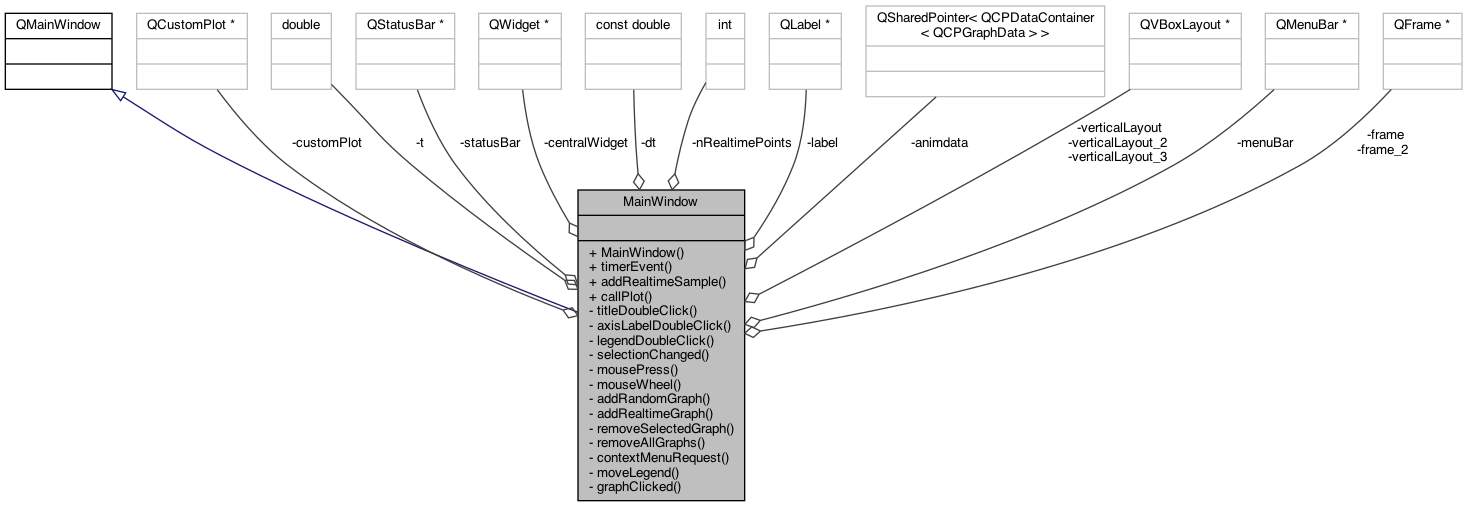 QMainWindow
QCustomPlot *
double
QStatusBar *
QWidget *
const double
int
QLabel *
QSharedPointer< QCPDataContainer
< QCPGraphData > >
QVBoxLayout *
QMenuBar *
QFrame *
-customPlot
-t
-statusBar
-centralWidget
-dt
-nRealtimePoints
-label
-animdata
-verticalLayout
-verticalLayout_2
-verticalLayout_3
-menuBar
-frame
-frame_2
MainWindow
+ MainWindow()
+ timerEvent()
+ addRealtimeSample()
+ callPlot()
- titleDoubleClick()
- axisLabelDoubleClick()
- legendDoubleClick()
- selectionChanged()
- mousePress()
- mouseWheel()
- addRandomGraph()
- addRealtimeGraph()
- removeSelectedGraph()
- removeAllGraphs()
- contextMenuRequest()
- moveLegend()
- graphClicked()